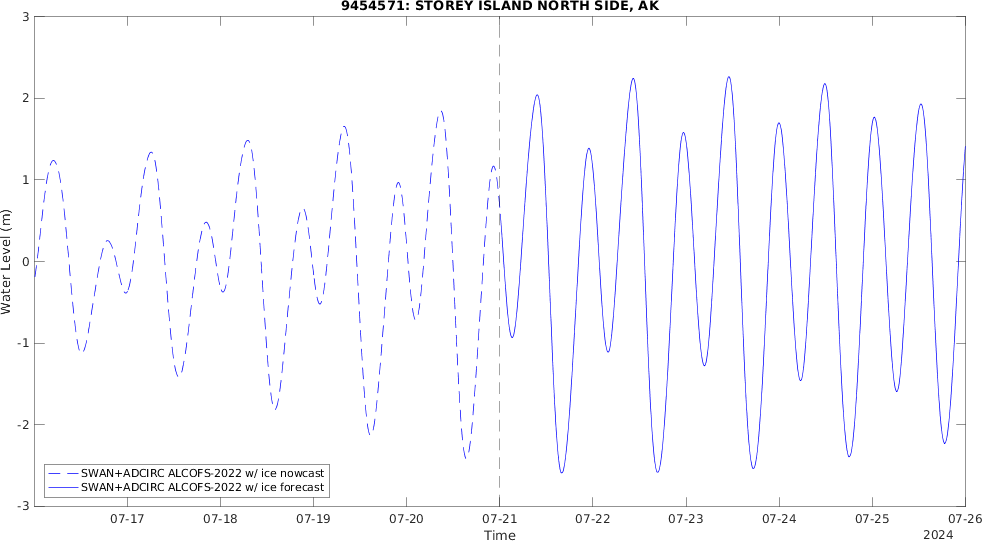 9454571: STOREY ISLAND NORTH SIDE, AK
3
2
1
0
-1
-2
-3
Water Level (m)
SWAN+ADCIRC ALCOFS-2022 w/ ice nowcast
SWAN+ADCIRC ALCOFS-2022 w/ ice forecast
07-17 07-18 07-19 07-20 07-21 07-22 07-23 07-24 07-25 07-26
Time
2024